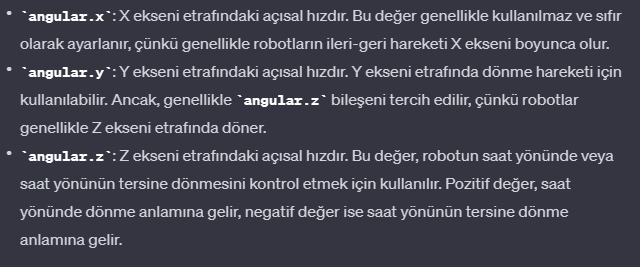 • `angular.x`: X ekseni etrafındaki açısal hızdır. Bu değer genellikle kullanılmaz ve sıfır
olarak ayarlanır, çünkü genellikle robotların ileri-geri hareketi X ekseni boyunca olur.
• `angular.y`: Y ekseni etrafındaki açısal hızdır. Y ekseni etrafında dönme hareketi için
kullanılabilir. Ancak, genellikle `angular.z` bileşeni tercih edilir, çünkü robotlar
genellikle Z ekseni etrafında döner.
• `angular.z`: Z ekseni etrafındaki açısal hızdır. Bu değer, robotun saat yönünde veya
saat yönünün tersine dönmesini kontrol etmek için kullanılır. Pozitif değer, saat
yönünde dönme anlamına gelir, negatif değer ise saat yönünün tersine dönme
anlamına gelir.